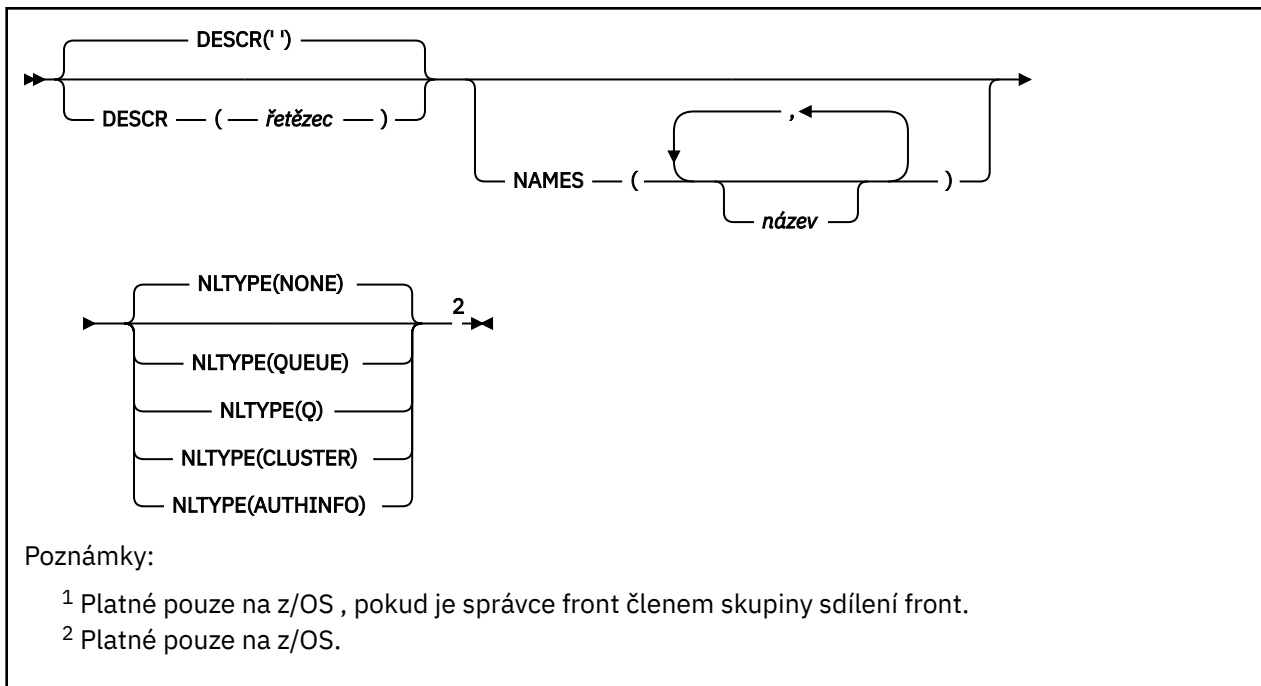 DESCR(' ')
DESCR ( řetězec )
,
NAMES ( název )
NLTYPE(NONE)
2
NLTYPE(QUEUE)
NLTYPE(Q)
NLTYPE(CLUSTER)
NLTYPE(AUTHINFO)
Poznámky:
1 Platné pouze na z/OS , pokud je správce front členem skupiny sdílení front.
2 Platné pouze na z/OS.